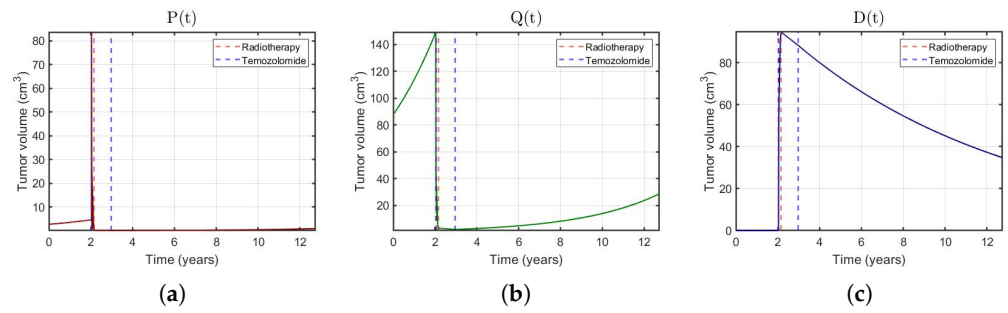 P(t)
Tumor volume (cm³)
80
70
60
50
40
30
20
10
0 2 4 6 8 10 12
Time (years)
Radiotherapy
Temozolomide
(a)
Q(t)
Tumor volume (cm³)
140
120
100
80
60
40
20
0 2 4 6 8 10 12
Time (years)
Radiotherapy
Temozolomide
(b)
D(t)
Tumor volume (cm³)
80
60
40
20
0
0 2 4 6 8 10 12
Time (years)
Radiotherapy
Temozolomide
(c)